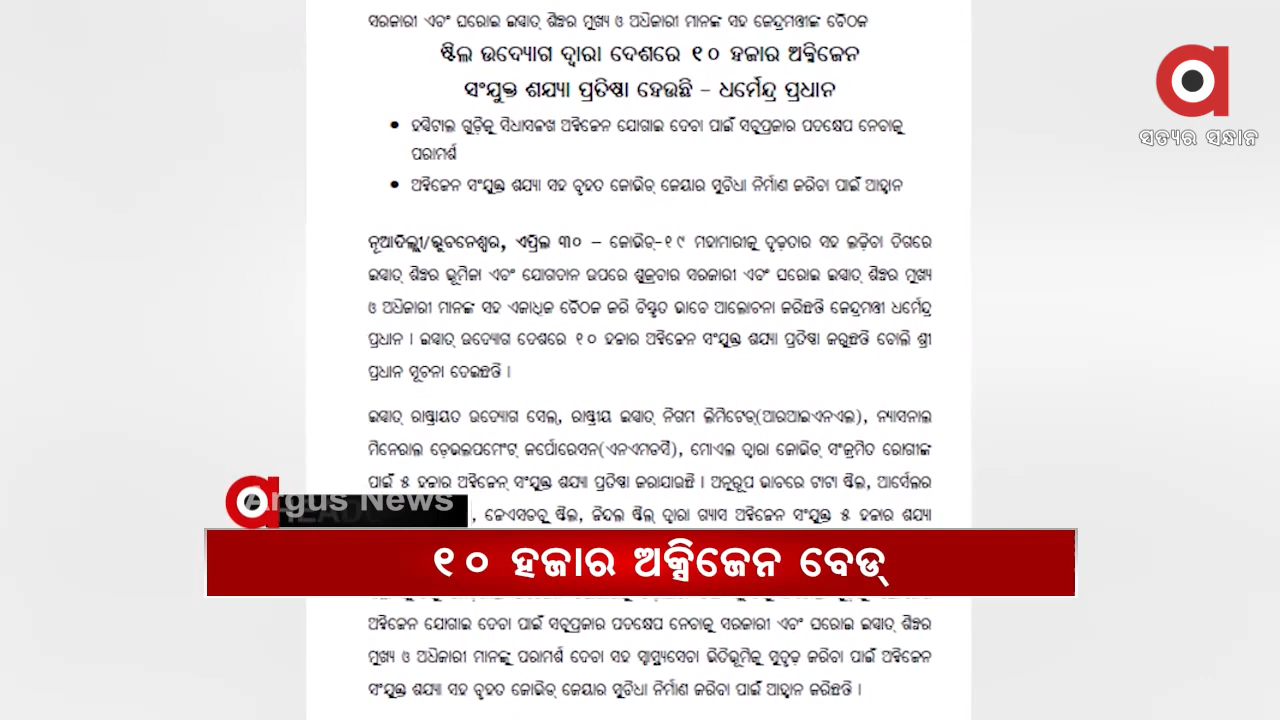 ସରକାରୀ ଏବଂ ଘରୋଇ ଇସ୍ପାତ୍ ଶିଳ୍ପର ମୁଖ୍ୟ ଓ ଅଧିକାରୀ ମାନଙ୍କ ସହ କେନ୍ଦ୍ରମନ୍ତ୍ରୀଙ୍କ ବୈଠକ
ଷ୍ଟିଲ ଉଦ୍ୟୋଗ ଦ୍ୱାରା ଦେଶରେ ୧୦ ହଜାର ଅକ୍ସିଜେନ
ସଂଯୁକ୍ତ ଶଯ୍ୟା ପ୍ରତିଷ୍ଠା ହେଉଛି – ଧର୍ମେନ୍ଦ୍ର ପ୍ରଧାନ
ସତ୍ୟର ସନ୍ଧାନ
• ହସ୍ପିଟାଲ ଗୁଡ଼ିକୁ ସିଧାସଳଖ ଅକ୍ସିଜେନ ଯୋଗାଇ ଦେବା ପାଇଁ ସବୁପ୍ରକାର ପଦକ୍ଷେପ ନେବାକୁ
ପରାମର୍ଶ
• ଅକ୍ସିଜେନ ସଂଯୁକ୍ତ ଶଯ୍ୟା ସହ ବୃହତ କୋଭିଡ୍ କେୟାର ସୁବିଧା ନିର୍ମାଣ କରିବା ପାଇଁ ଆହ୍ୱାନ
ନୂଆଦିଲ୍ଲୀ/ଭୁବନେଶ୍ୱର, ଏପ୍ରିଲ ୩୦ – କୋଭିଡ୍-୧୯ ମହାମାରୀକୁ ଦୃଢ଼ତାର ସହ ଲଢ଼ିବା ଦିଗରେ
ଇସ୍ପାତ୍ ଶିଳ୍ପର ଭୂମିକା ଏବଂ ଯୋଗଦାନ ଉପରେ ଶୁକ୍ରବାର ସରକାରୀ ଏବଂ ଘରୋଇ ଇସ୍ପାତ୍ ଶିଳ୍ପର ମୁଖ୍ୟ
ଓ ଅଧିକାରୀ ମାନଙ୍କ ସହ ଏକାଧିକ ବୈଠକ କରି ବିସ୍ତୃତ ଭାବେ ଆଲୋଚନା କରିଛନ୍ତି କେନ୍ଦ୍ରମନ୍ତ୍ରୀ ଧର୍ମେନ୍ଦ୍ର
ପ୍ରଧାନ । ଇସ୍ପାତ୍ ଉଦ୍ୟୋଗ ଦେଶରେ ୧୦ ହଜାର ଅକ୍ସିଜେନ ସଂଯୁକ୍ତ ଶଯ୍ୟା ପ୍ରତିଷ୍ଠା କରୁଛନ୍ତି ବୋଲି ଶ୍ରୀ
ପ୍ରଧାନ ସୂଚନା ଦେଇଛନ୍ତି ।
ଇସ୍ପାତ୍ ରାଷ୍ଟ୍ରାୟତ ଉଦ୍ୟୋଗ ସେଲ୍, ରାଷ୍ଟ୍ରୀୟ ଇସ୍ପାତ୍ ନିଗମ ଲିମିଟେଡ୍(ଆରଆଇଏନଏଲ), ନ୍ୟାସନାଲ
ମିନେରାଲ ଡ଼େଭଲପମେଂଟ୍ କର୍ପୋରେସନ(ଏନଏମଡସି), ମୋଏଲ ଦ୍ୱାରା କୋଭିଡ୍ ସଂକ୍ରମିତ ରୋଗୀଙ୍କ
ପାଇଁ ୫ ହଜାର ଅକ୍ସିଜେନ୍ ସଂଯୁକ୍ତ ଶଯ୍ୟା ପ୍ରତିଷ୍ଠା କରାଯାଉଛି । ଅନୁରୂପ ଭାବରେ ଟାଟା ଷ୍ଟିଲ, ଆର୍ସେଲର
Argus News
, ଜେଏସଡବ୍ଲୁ ଷ୍ଟିଲ, ଜିନ୍ଦଲ ଷ୍ଟିଲ୍ ଦ୍ୱାରା ଗ୍ୟାସ ଅକ୍ସିଜେନ ସଂଯୁକ୍ତ ୫ ହଜାର ଶଯ୍ୟା
୧୦ ହଜାର ଅକ୍ସିଜେନ ବେଡ୍
ଅକ୍ସିଜେନ ଯୋଗାଇ ଦେବା ପାଇଁ ସବୁପ୍ରକାର ପଦକ୍ଷେପ ନେବାକୁ ସରକାରୀ ଏବଂ ଘରୋଇ ଇସ୍ପାତ୍ ଶିଳ୍ପର
ମୁଖ୍ୟ ଓ ଅଧିକାରୀ ମାନଙ୍କୁ ପରାମର୍ଶ ଦେବା ସହ ସ୍ୱାସ୍ଥ୍ୟସେବା ଭିତିଭୂମିକୁ ସୁଦୃଢ଼ କରିବା ପାଇଁ ଅକ୍ସିଜେନ
ସଂଯୁକ୍ତ ଶଯ୍ୟା ସହ ବୃହତ କୋଭିଡ୍ କେୟାର ସୁବିଧା ନିର୍ମାଣ କରିବା ପାଇଁ ଆହ୍ୱାନ କରିଛନ୍ତି ।